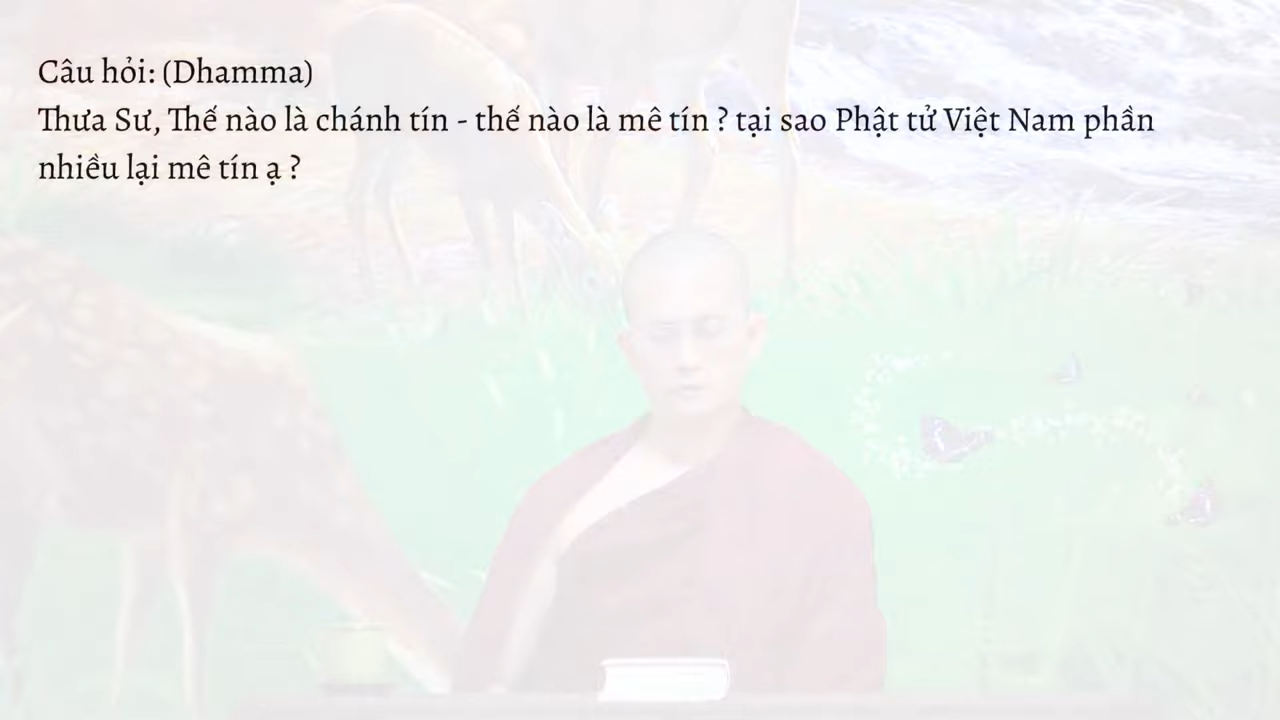 Câu hỏi: (Dhamma)
Thưa Sư, Thế nào là chánh tín - thế nào là mê tín ? tại sao Phật tử Việt Nam phần
nhiều lại mê tín ạ ?